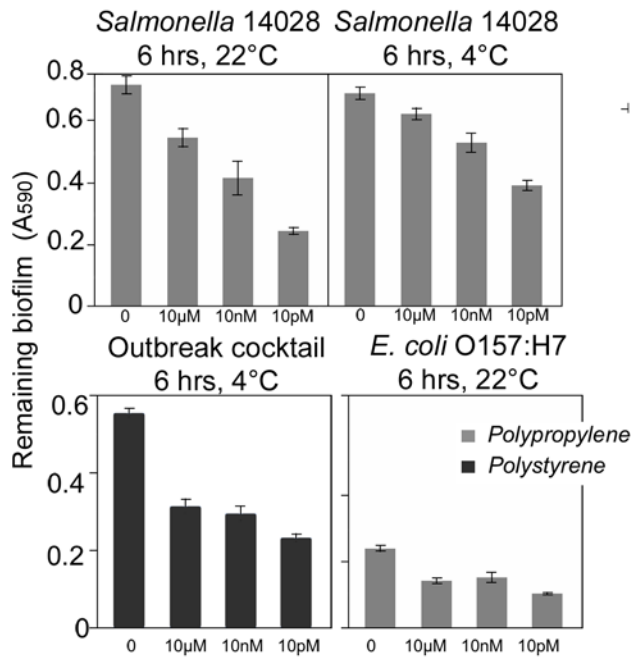 Salmonella 14028
6 hrs, 22°C
Salmonella 14028
6 hrs, 4°C
Remaining biofilm (A590)
0.8
0.6
0.4
0.2
0
0 10µM 10nM 10pM
0 10µM 10nM 10pM
Outbreak cocktail
6 hrs, 4°C
E. coli O157:H7
6 hrs, 22°C
0.6
0.4
0.2
0
Polypropylene
Polystyrene
0 10µM 10nM 10pM
0 10µM 10nM 10pM